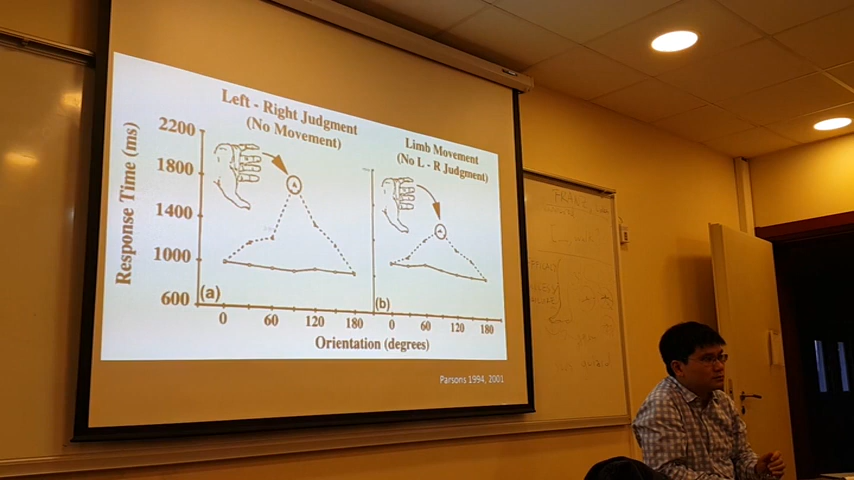 Left - Right Judgment
(No Movement)
Limb Movement
(No L - R Judgment)
Response Time (ms)
2200
1800
1400
1000
600
(a)
(b)
0
60
120
180
0
60
120
180
Orientation (degrees)
Parsons 1994, 2001